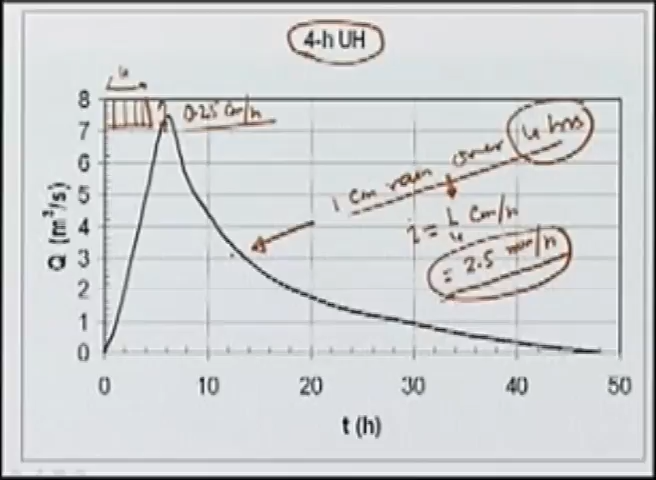 4-h UH
4
0.25 cm/h
1 cm rain over 4 hrs
i = 1/4 cm/h
= 2.5 mm/h
Q (m³/s)
8
7
6
5
4
3
2
1
0
0 10 20 30 40 50
t (h)